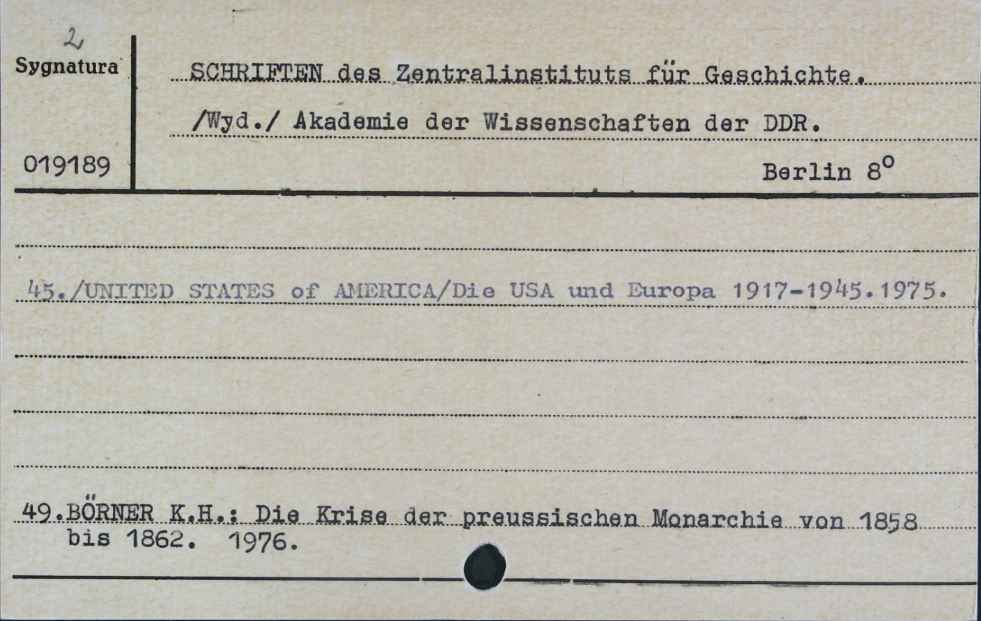 2
Sygnatura
019189
SCHRIFTEN des Zentralinstituts für Geschichte.
/Wyd./ Akademie der Wissenschaften der DDR.
Berlin 8º
45./UNITED STATES of AMERICA/Die USA und Europa 1917-1945.1975.
49.BÖRNER K.H.: Die Krise der preussischen Monarchie von 1858
bis 1862. 1976.